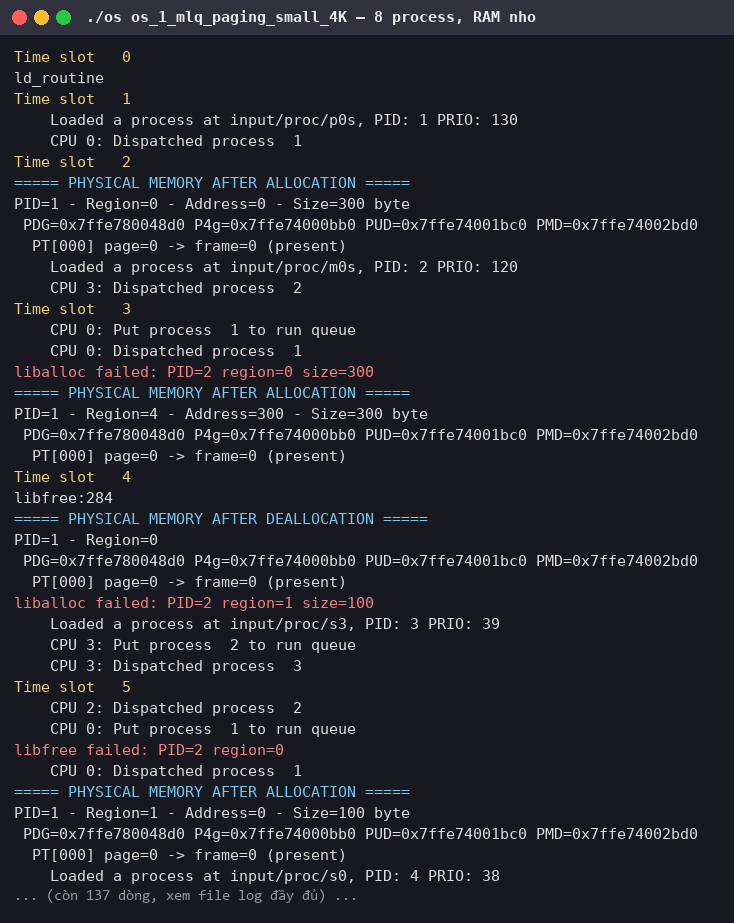 ./os os_1_mlq_paging_small_4K — 8 process, RAM nho
Time slot   0
ld_routine
Time slot   1
    Loaded a process at input/proc/p0s, PID: 1 PRIO: 130
    CPU 0: Dispatched process  1
Time slot   2
===== PHYSICAL MEMORY AFTER ALLOCATION =====
PID=1 - Region=0 - Address=0 - Size=300 byte
 PDG=0x7ffe780048d0 P4g=0x7ffe74000bb0 PUD=0x7ffe74001bc0 PMD=0x7ffe74002bd0
  PT[000] page=0 -> frame=0 (present)
    Loaded a process at input/proc/m0s, PID: 2 PRIO: 120
    CPU 3: Dispatched process  2
Time slot   3
    CPU 0: Put process  1 to run queue
    CPU 0: Dispatched process  1
liballoc failed: PID=2 region=0 size=300
===== PHYSICAL MEMORY AFTER ALLOCATION =====
PID=1 - Region=4 - Address=300 - Size=300 byte
 PDG=0x7ffe780048d0 P4g=0x7ffe74000bb0 PUD=0x7ffe74001bc0 PMD=0x7ffe74002bd0
  PT[000] page=0 -> frame=0 (present)
Time slot   4
libfree:284
===== PHYSICAL MEMORY AFTER DEALLOCATION =====
PID=1 - Region=0
 PDG=0x7ffe780048d0 P4g=0x7ffe74000bb0 PUD=0x7ffe74001bc0 PMD=0x7ffe74002bd0
  PT[000] page=0 -> frame=0 (present)
liballoc failed: PID=2 region=1 size=100
    Loaded a process at input/proc/s3, PID: 3 PRIO: 39
    CPU 3: Put process  2 to run queue
    CPU 3: Dispatched process  3
Time slot   5
    CPU 2: Dispatched process  2
    CPU 0: Put process  1 to run queue
libfree failed: PID=2 region=0
    CPU 0: Dispatched process  1
===== PHYSICAL MEMORY AFTER ALLOCATION =====
PID=1 - Region=1 - Address=0 - Size=100 byte
 PDG=0x7ffe780048d0 P4g=0x7ffe74000bb0 PUD=0x7ffe74001bc0 PMD=0x7ffe74002bd0
  PT[000] page=0 -> frame=0 (present)
    Loaded a process at input/proc/s0, PID: 4 PRIO: 38
... (còn 137 dòng, xem file log đầy đủ) ...